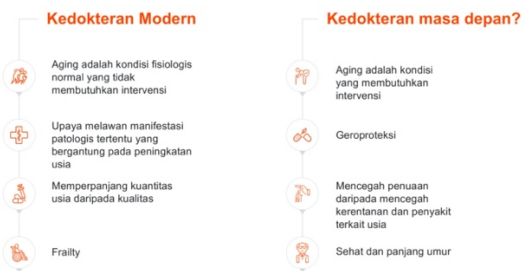 Kedokteran Modern
Aging adalah kondisi fisiologis
normal yang tidak
membutuhkan intervensi
Upaya melawan manifestasi
patologis tertentu yang
bergantung pada peningkatan
usia
Memperpanjang kuantitas
usia daripada kualitas
Frailty
Kedokteran masa depan?
Aging adalah kondisi
yang membutuhkan
intervensi
Geroproteksi
Mencegah penuaan
daripada mencegah
kerentanan dan penyakit
terkait usia
Sehat dan panjang umur